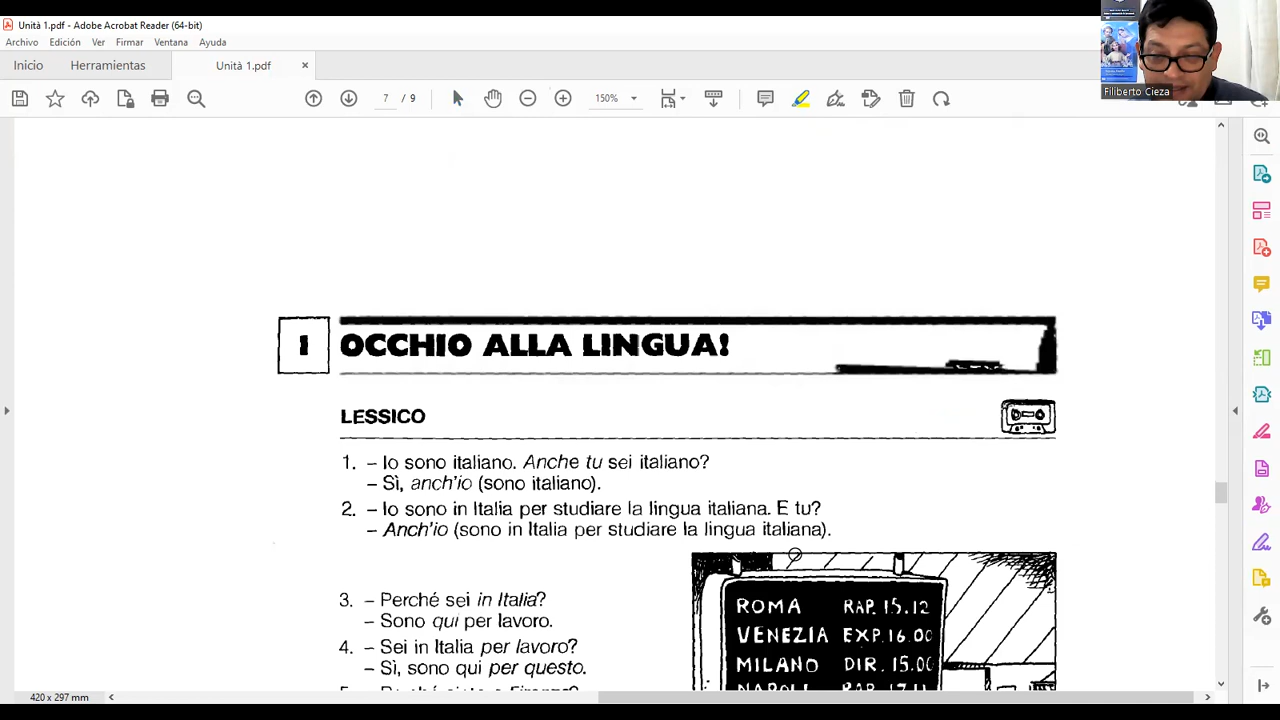 Unità 1.pdf - Adobe Acrobat Reader (64-bit)
Archivo Edición Ver Firmar Ventana Ayuda
Inicio Herramientas Unità 1.pdf ×
7 / 9 150%
Filiberto Cieza
1 OCCHIO ALLA LINGUA!
LESSICO
1. – Io sono italiano. Anche tu sei italiano?
– Sì, anch'io (sono italiano).
2. – Io sono in Italia per studiare la lingua italiana. E tu?
– Anch'io (sono in Italia per studiare la lingua italiana).
3. – Perché sei in Italia?
– Sono qui per lavoro.
4. – Sei in Italia per lavoro?
– Sì, sono qui per questo.
ROMA RAP. 15.12
VENEZIA EXP. 16.00
MILANO DIR. 15.00
NAPOLI RAP. 17.11
420 x 297 mm